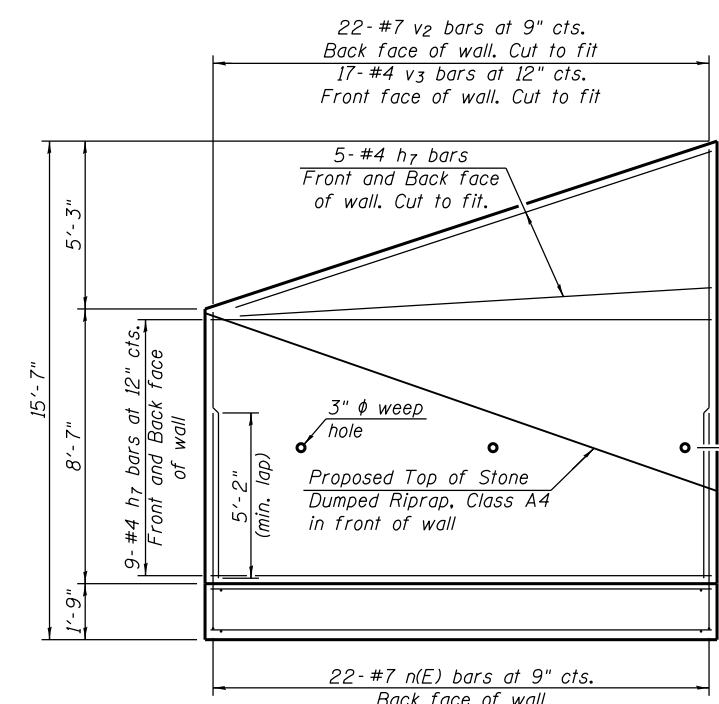 22-#7 v2 bars at 9" cts.
Back face of wall. Cut to fit
17-#4 v3 bars at 12" cts.
Front face of wall. Cut to fit
5-#4 h7 bars
Front and Back face
of wall. Cut to fit.
5'-3"
15'-7"
8'-7"
9-#4 h7 bars at 12" cts.
Front and Back face
of wall
5'-2"
(min. lap)
3" ϕ weep
hole
Proposed Top of Stone
Dumped Riprap, Class A4
in front of wall
1'-9"
22-#7 n(E) bars at 9" cts.
Back face of wall